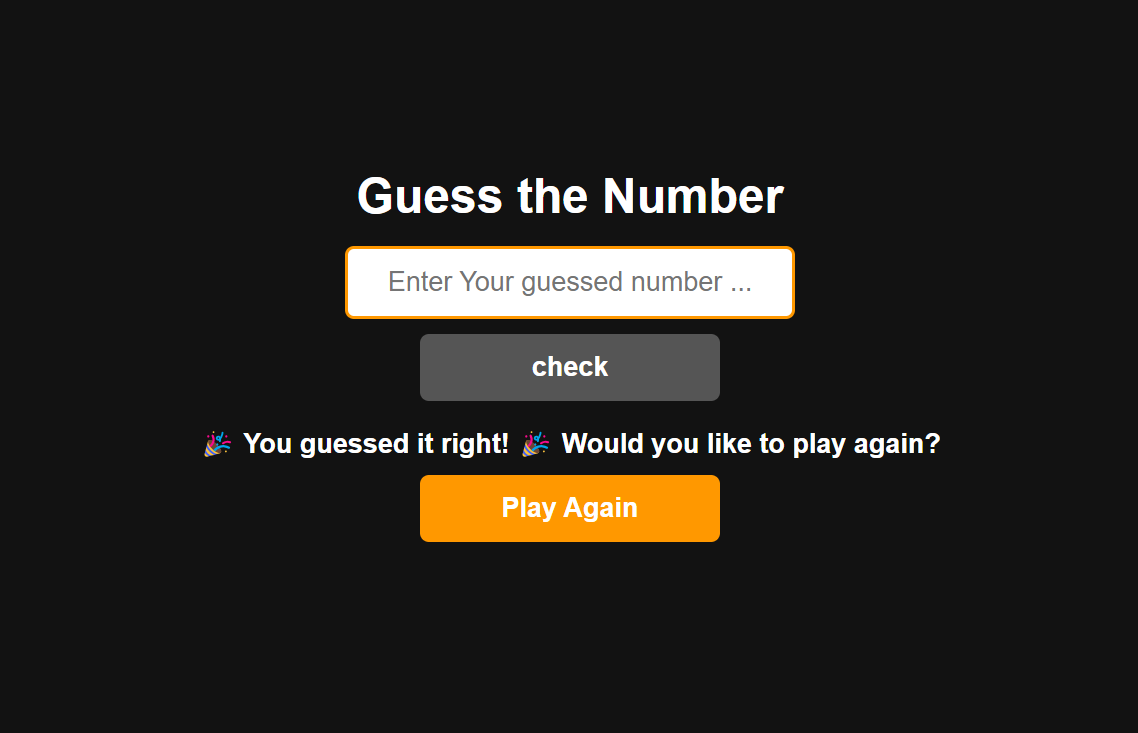 Guess the Number
Enter Your guessed number ...
check
🎉 You guessed it right! 🎉 Would you like to play again?
Play Again